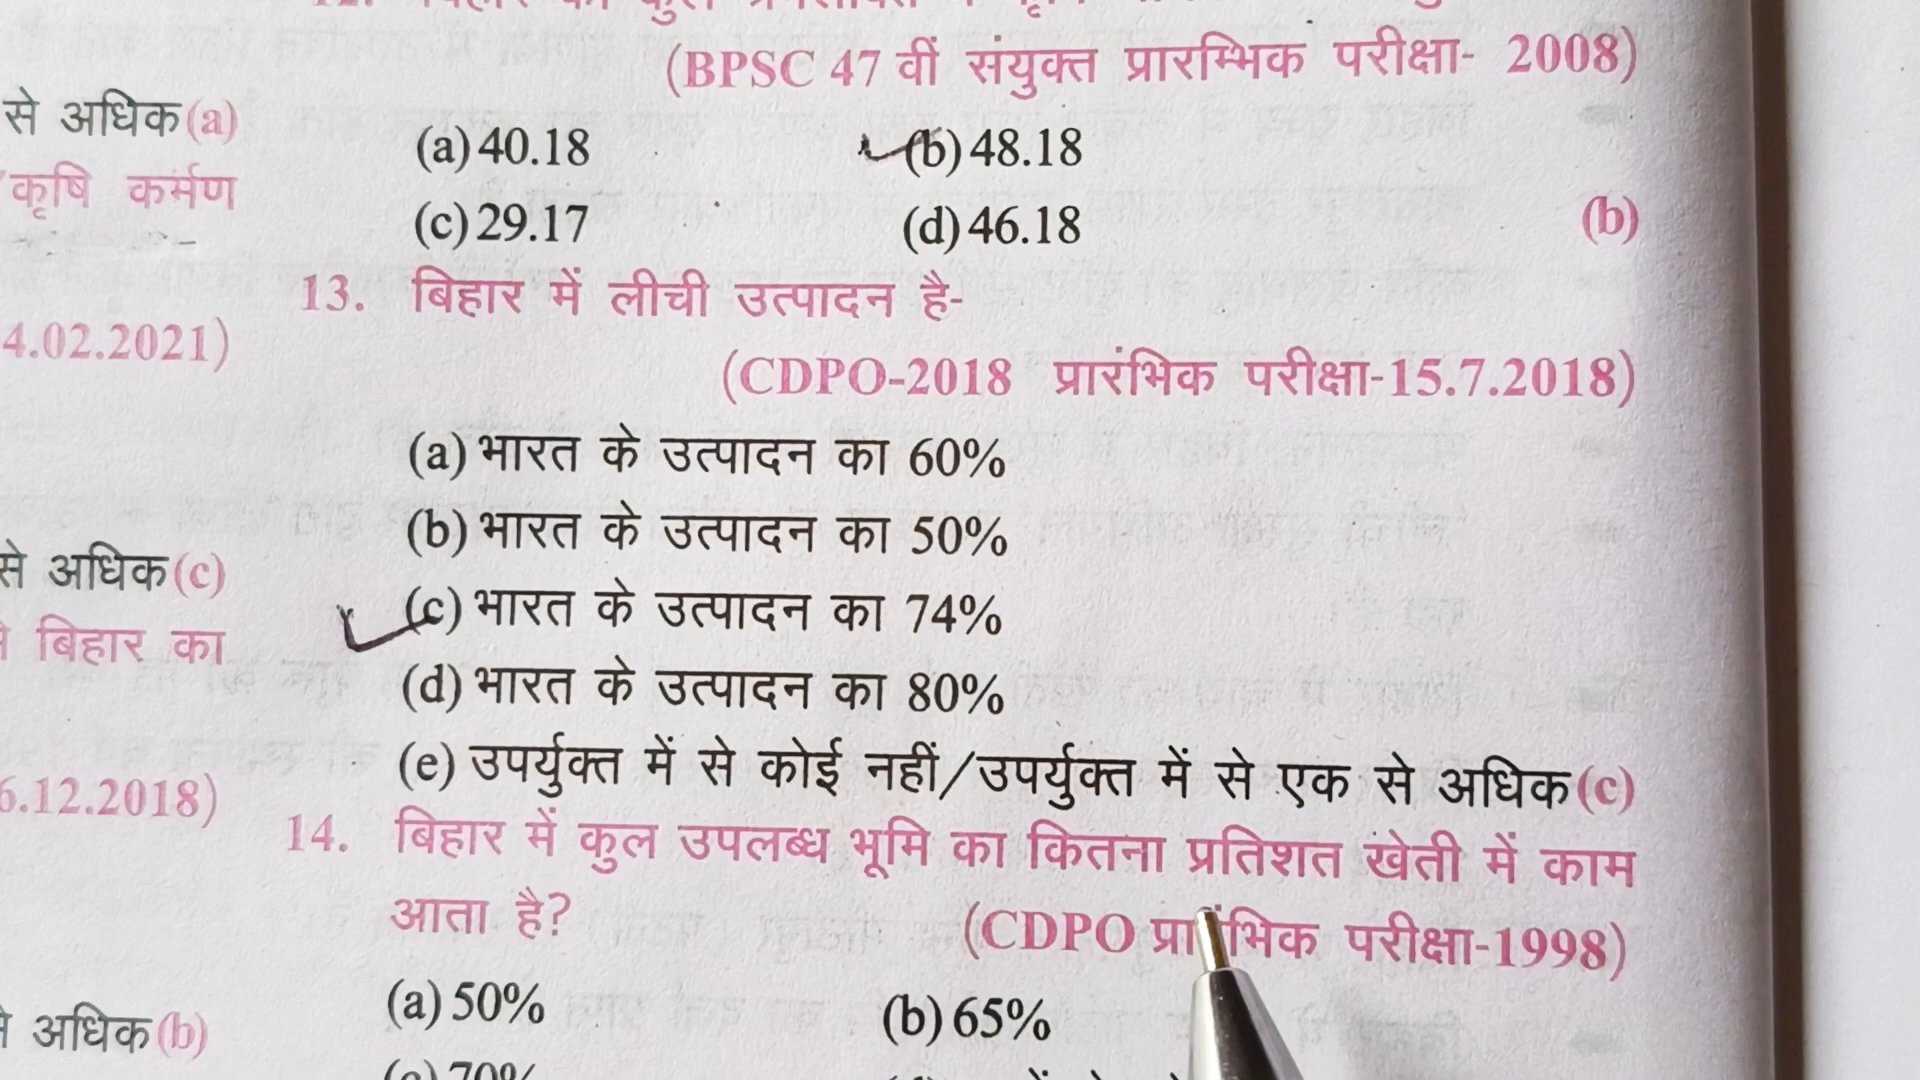 (BPSC 47 वीं संयुक्त प्रारम्भिक परीक्षा- 2008)
(a) 40.18 (b) 48.18
(c) 29.17 (d) 46.18 (b)
13. बिहार में लीची उत्पादन है-
(CDPO-2018 प्रारंभिक परीक्षा-15.7.2018)
(a) भारत के उत्पादन का 60%
(b) भारत के उत्पादन का 50%
(c) भारत के उत्पादन का 74%
(d) भारत के उत्पादन का 80%
(e) उपर्युक्त में से कोई नहीं/उपर्युक्त में से एक से अधिक (c)
14. बिहार में कुल उपलब्ध भूमि का कितना प्रतिशत खेती में काम
आता है? (CDPO प्रारंभिक परीक्षा-1998)
(a) 50% (b) 65%
(c) 70%
से अधिक (a)
कृषि कर्मण
4.02.2021)
से अधिक (c)
बिहार का
6.12.2018)
अधिक (b)